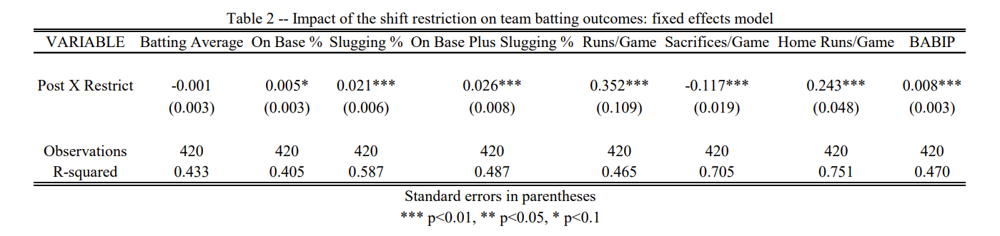 Table 2 -- Impact of the shift restriction on team batting outcomes: fixed effects model
VARIABLE Batting Average On Base % Slugging % On Base Plus Slugging % Runs/Game Sacrifices/Game Home Runs/Game BABIP
Post X Restrict -0.001 0.005* 0.021*** 0.026*** 0.352*** -0.117*** 0.243*** 0.008***
(0.003) (0.003) (0.006) (0.008) (0.109) (0.019) (0.048) (0.003)
Observations 420 420 420 420 420 420 420 420
R-squared 0.433 0.405 0.587 0.487 0.465 0.705 0.751 0.470
Standard errors in parentheses
*** p<0.01, ** p<0.05, * p<0.1